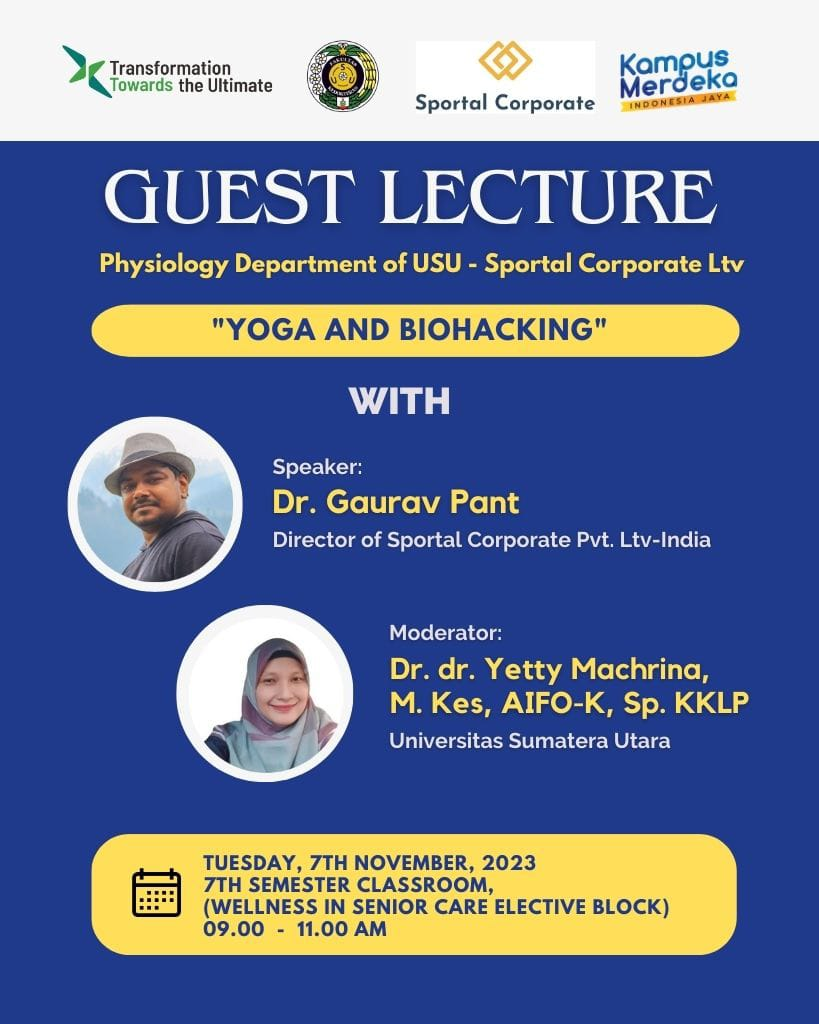 Transformation
Towards the Ultimate
FAKULTAS
KEDOKTERAN
Sportal Corporate
Kampus
Merdeka
INDONESIA JAYA
GUEST LECTURE
Physiology Department of USU - Sportal Corporate Ltv
"YOGA AND BIOHACKING"
WITH
Speaker:
Dr. Gaurav Pant
Director of Sportal Corporate Pvt. Ltv-India
Moderator:
Dr. dr. Yetty Machrina,
M. Kes, AIFO-K, Sp. KKLP
Universitas Sumatera Utara
TUESDAY, 7TH NOVEMBER, 2023
7TH SEMESTER CLASSROOM,
(WELLNESS IN SENIOR CARE ELECTIVE BLOCK)
09.00 - 11.00 AM